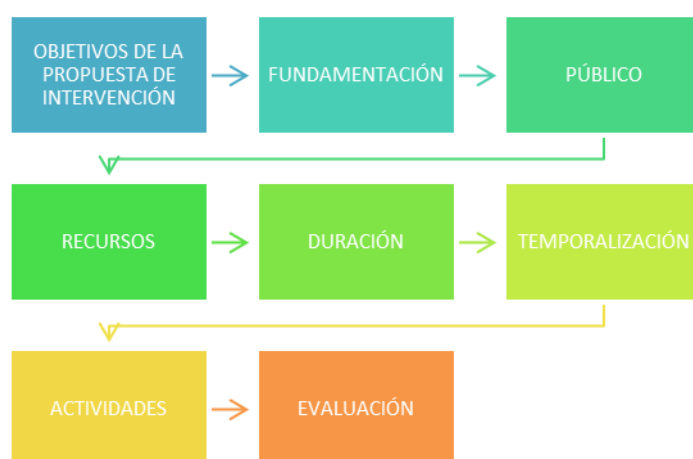 OBJETIVOS DE LA
PROPUESTA DE
INTERVENCIÓN
FUNDAMENTACIÓN
PÚBLICO
RECURSOS
DURACIÓN
TEMPORALIZACIÓN
ACTIVIDADES
EVALUACIÓN